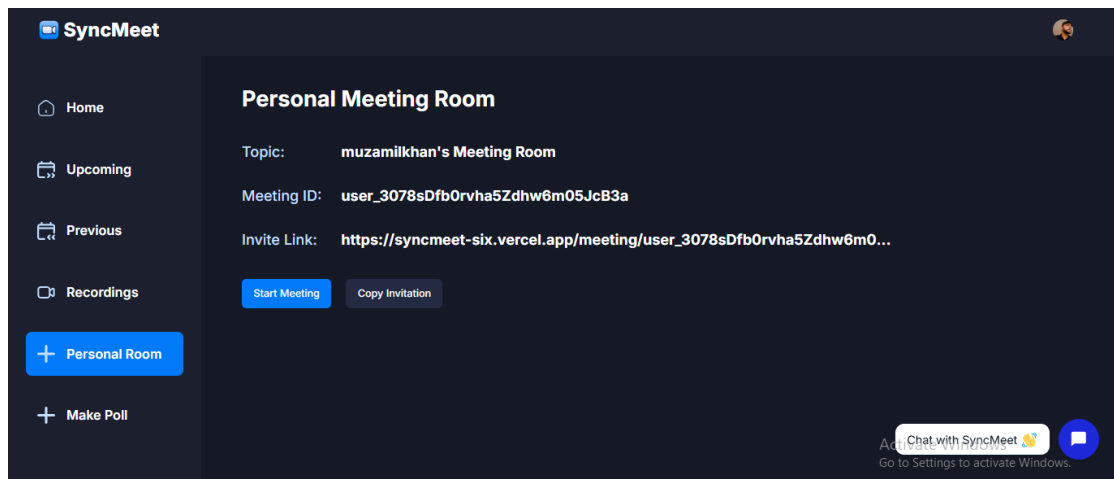 SyncMeet
Home
Upcoming
Previous
Recordings
Personal Room
Make Poll
Personal Meeting Room
Topic: muzamilkhan's Meeting Room
Meeting ID: user_3078sDfb0rvha5Zdhw6m05JcB3a
Invite Link: https://syncmeet-six.vercel.app/meeting/user_3078sDfb0rvha5Zdhw6m0...
Start Meeting Copy Invitation
Chat with SyncMeet 👋
Activate Windows
Go to Settings to activate Windows.